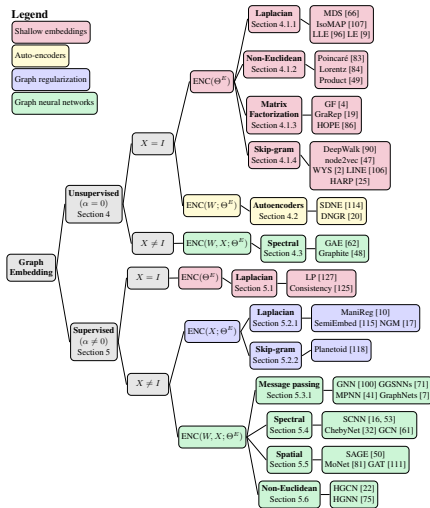 Legend
Shallow embeddings
Auto-encoders
Graph regularization
Graph neural networks
Graph
Embedding
Unsupervised
(α = 0)
Section 4
X = I
ENC(Θ^E)
Laplacian
Section 4.1.1
MDS [66]
IsoMAP [107]
LLE [96] LE [9]
Non-Euclidean
Section 4.1.2
Poincaré [83]
Lorentz [84]
Product [49]
Matrix
Factorization
Section 4.1.3
GF [4]
GraRep [19]
HOPE [86]
Skip-gram
Section 4.1.4
DeepWalk [90]
node2vec [47]
WYS [2] LINE [106]
HARP [25]
ENC(W; Θ^E)
Autoencoders
Section 4.2
SDNE [114]
DNGR [20]
X ≠ I
ENC(W, X; Θ^E)
Spectral
Section 4.3
GAE [62]
Graphite [48]
Supervised
(α ≠ 0)
Section 5
X = I
ENC(Θ^E)
Laplacian
Section 5.1
LP [127]
Consistency [125]
X ≠ I
ENC(X; Θ^E)
Laplacian
Section 5.2.1
ManiReg [10]
SemiEmbed [115] NGM [17]
Skip-gram
Section 5.2.2
Planetoid [118]
ENC(W, X; Θ^E)
Message passing
Section 5.3.1
GNN [100] GGSNNs [71]
MPNN [41] GraphNets [7]
Spectral
Section 5.4
SCNN [16, 53]
ChebyNet [32] GCN [61]
Spatial
Section 5.5
SAGE [50]
MoNet [81] GAT [111]
Non-Euclidean
Section 5.6
HGCN [22]
HGNN [75]